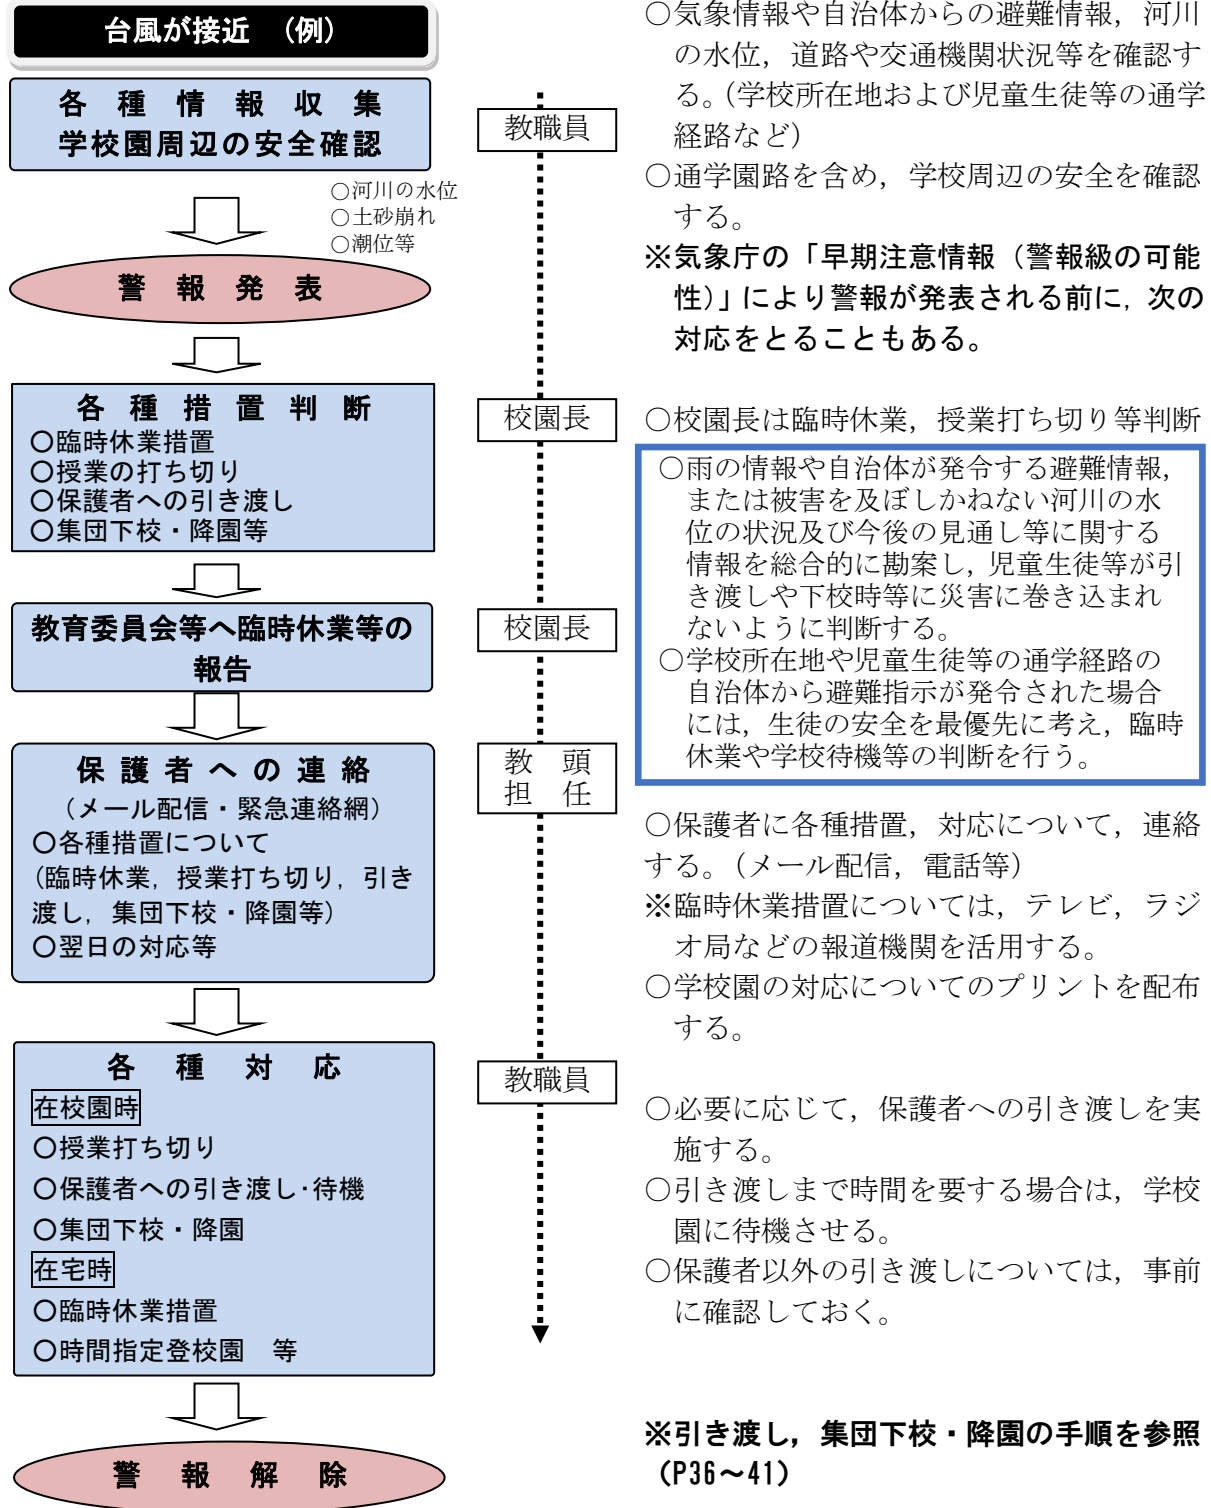 台風が接近　（例）
各　種　情　報　収　集
学校園周辺の安全確認
○河川の水位
○土砂崩れ
○潮位等
警　報　発　表
各　種　措　置　判　断
○臨時休業措置
○授業の打ち切り
○保護者への引き渡し
○集団下校・降園等
教育委員会等へ臨時休業等の
報告
保 護 者 へ の 連 絡
（メール配信・緊急連絡網）
○各種措置について
(臨時休業，授業打ち切り，引き
渡し，集団下校・降園等）
○翌日の対応等
各　種　対　応
在校園時
○授業打ち切り
○保護者への引き渡し･待機
○集団下校・降園
在宅時
○臨時休業措置
○時間指定登校園　等
警　報　解　除
教職員
校園長
校園長
教　頭
担　任
教職員
○気象情報や自治体からの避難情報，河川
の水位，道路や交通機関状況等を確認す
る。（学校所在地および児童生徒等の通学
経路など）
○通学園路を含め，学校周辺の安全を確認
する。
※気象庁の「早期注意情報（警報級の可能
性）」により警報が発表される前に，次の
対応をとることもある。
○校園長は臨時休業，授業打ち切り等判断
○雨の情報や自治体が発令する避難情報，
または被害を及ぼしかねない河川の水
位の状況及び今後の見通し等に関する
情報を総合的に勘案し，児童生徒等が引
き渡しや下校時等に災害に巻き込まれ
ないように判断する。
○学校所在地や児童生徒等の通学経路の
自治体から避難指示が発令された場合
には，生徒の安全を最優先に考え，臨時
休業や学校待機等の判断を行う。
○保護者に各種措置，対応について，連絡
する。（メール配信，電話等）
※臨時休業措置については，テレビ，ラジ
オ局などの報道機関を活用する。
○学校園の対応についてのプリントを配布
する。
○必要に応じて，保護者への引き渡しを実
施する。
○引き渡しまで時間を要する場合は，学校
園に待機させる。
○保護者以外の引き渡しについては，事前
に確認しておく。
※引き渡し，集団下校・降園の手順を参照
（P36～41）